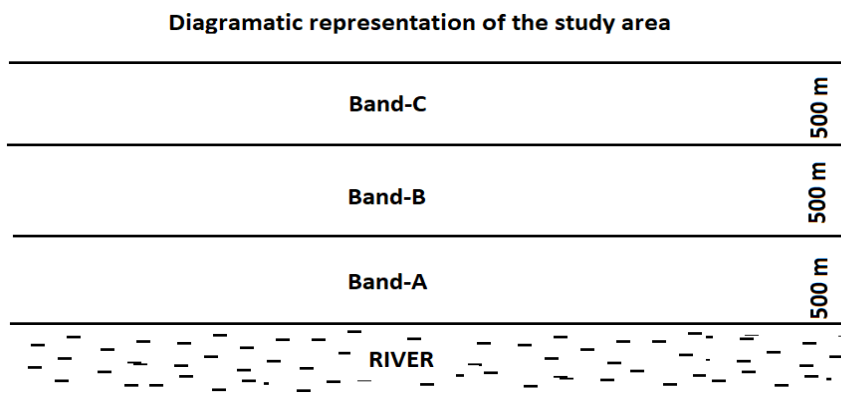 Diagramatic representation of the study area
Band-C
500 m
Band-B
500 m
Band-A
500 m
RIVER